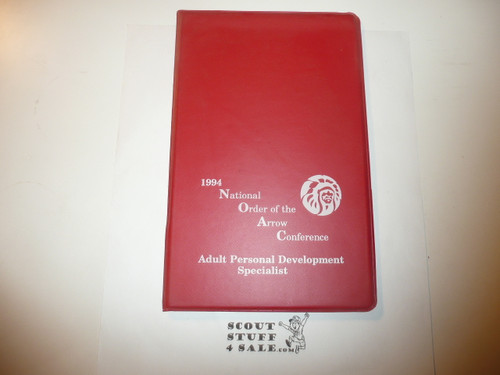 1994
National
Order of the
Arrow
Conference
Adult Personal Development
Specialist
SCOUT
STUFF
4 SALE.COM